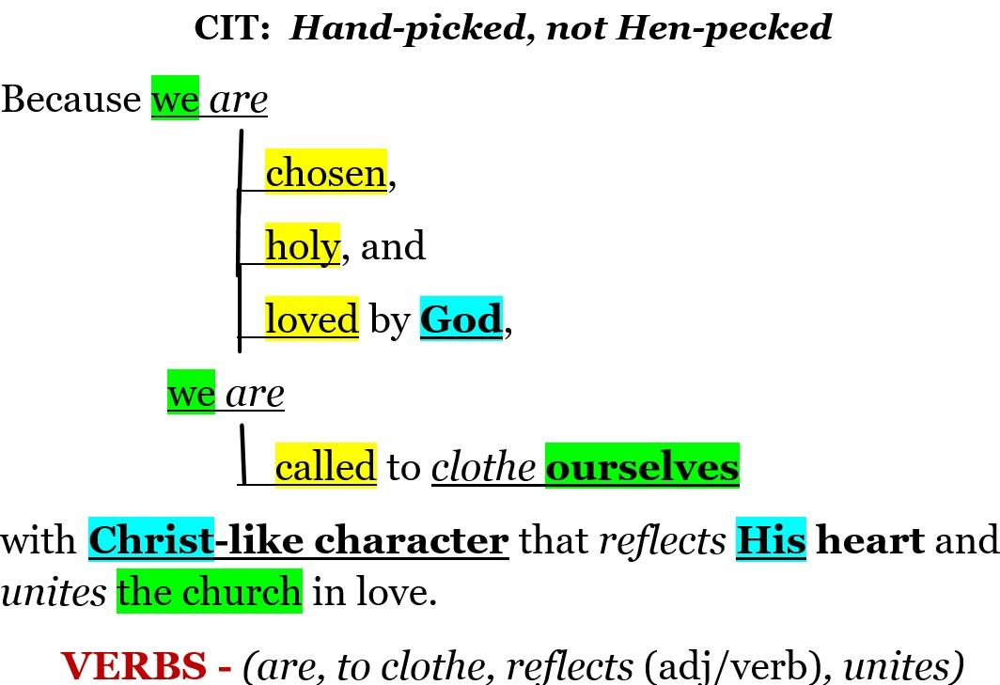 CIT: Hand-picked, not Hen-pecked
Because we are
chosen,
holy, and
loved by God,
we are
called to clothe ourselves
with Christ-like character that reflects His heart and
unites the church in love.
VERBS - (are, to clothe, reflects (adj/verb), unites)